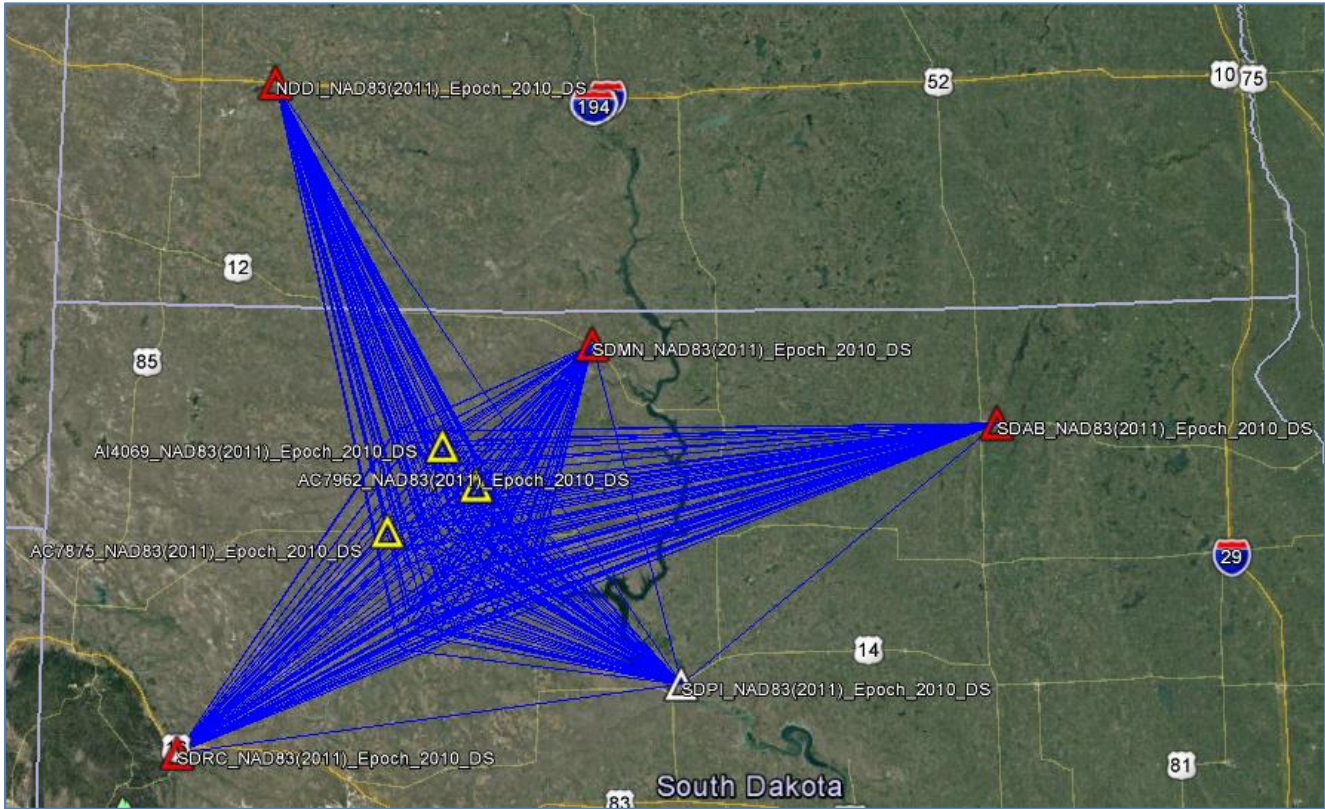 NDDI_NAD83(2011)_Epoch_2010_DS
194
52
10
75
12
85
SDMN_NAD83(2011)_Epoch_2010_DS
SDAB_NAD83(2011)_Epoch_2010_DS
AI4069_NAD83(2011)_Epoch_2010_DS
AC7962_NAD83(2011)_Epoch_2010_DS
AC7875_NAD83(2011)_Epoch_2010_DS
29
14
SDPI_NAD83(2011)_Epoch_2010_DS
SDRC_NAD83(2011)_Epoch_2010_DS
81
South Dakota
83